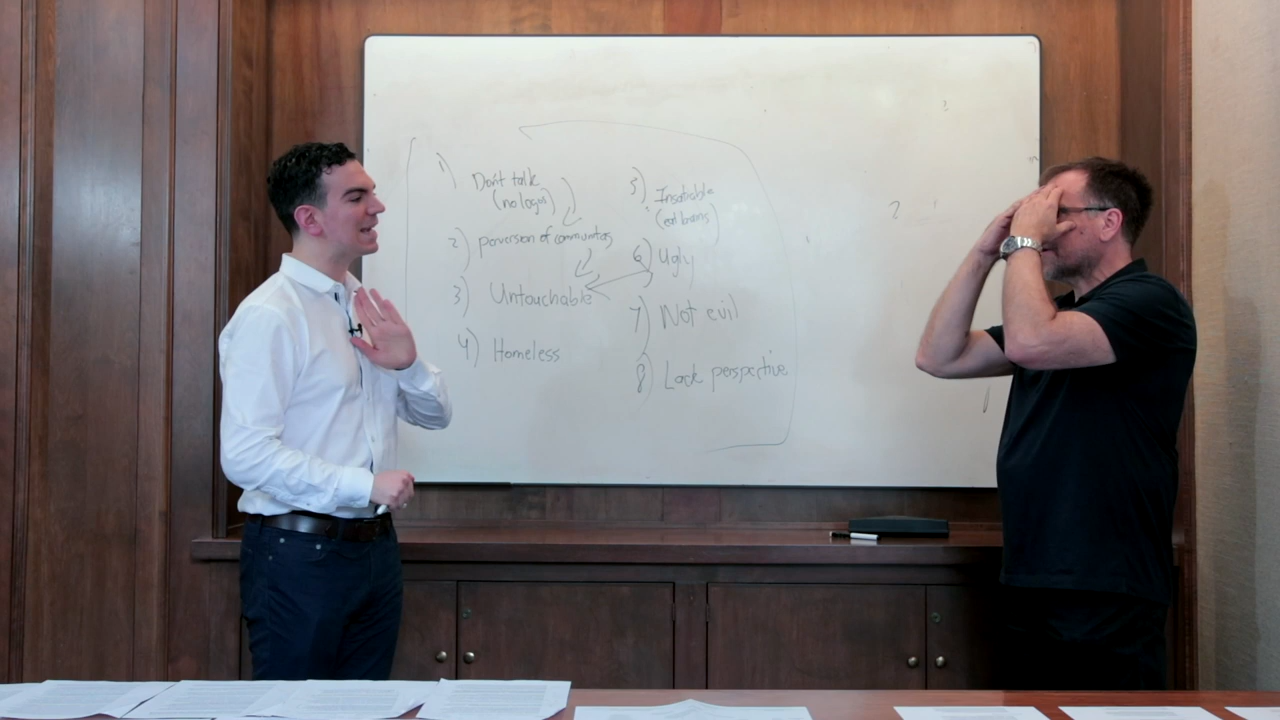 1) Don't talk
(no logos)
2) perversion of communitas
3) Untouchable
4) Homeless
5) Insatiable
(eat brains)
6) Ugly
7) Not evil
8) Lack perspective
?